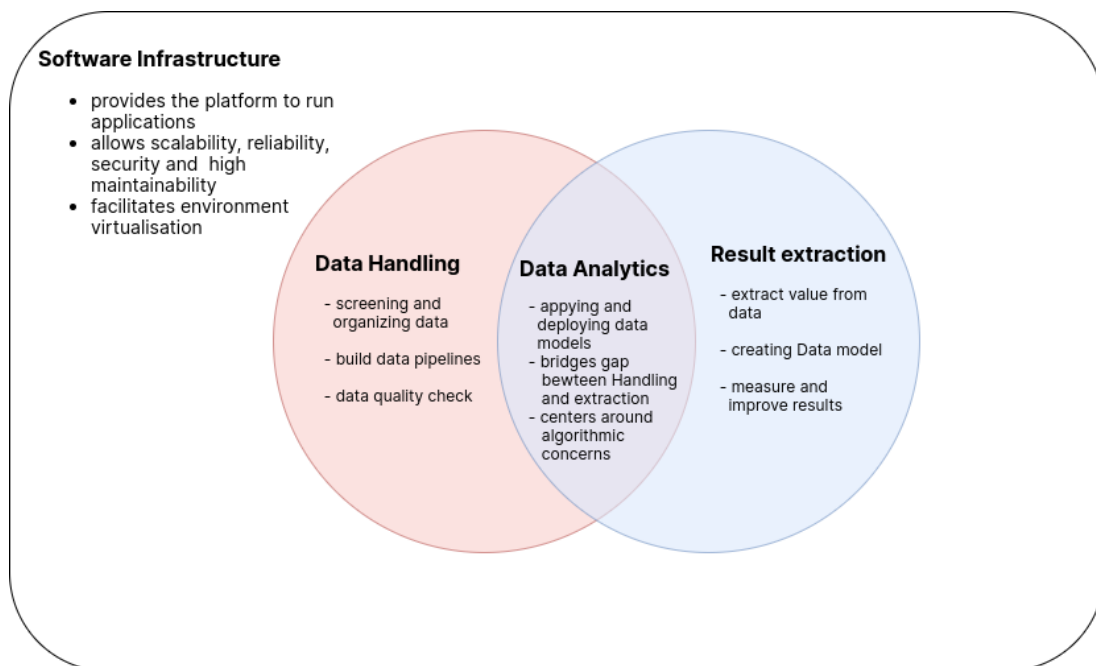 Software Infrastructure
• provides the platform to run
applications
• allows scalability, reliability,
security and  high
maintainability
• facilitates environment
virtualisation
Data Handling
- screening and
organizing data
- build data pipelines
- data quality check
Data Analytics
- appying and
deploying data
models
- bridges gap
bewteen Handling
and extraction
- centers around
algorithmic
concerns
Result extraction
- extract value from
data
- creating Data model
- measure and
improve results